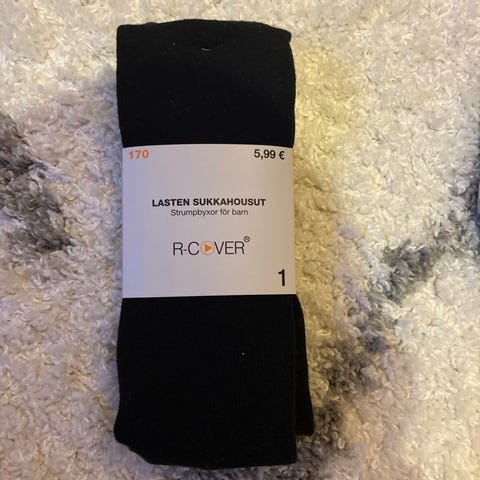 170 5,99 €
LASTEN SUKKAHOUSUT
Strumpbyxor för barn
R-COVER®
1